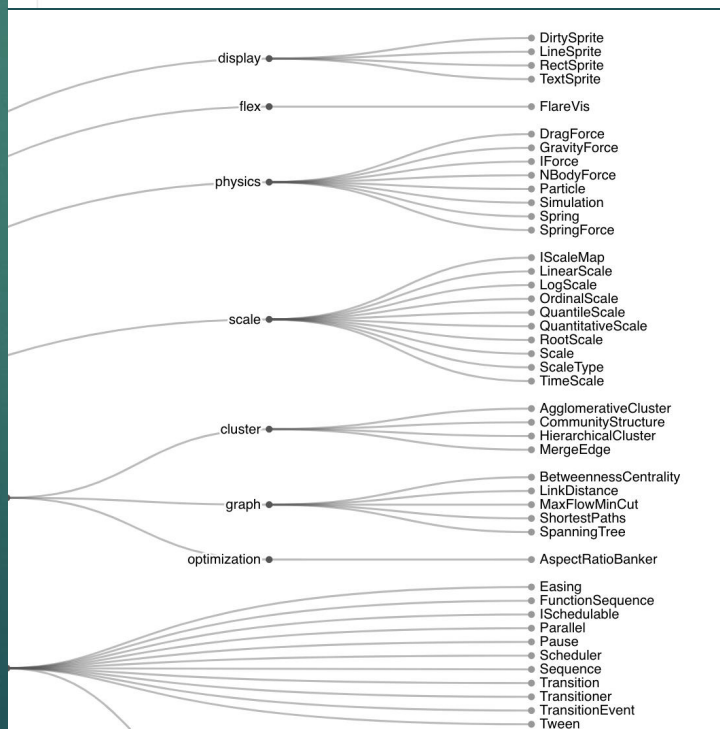 display
DirtySprite
LineSprite
RectSprite
TextSprite
flex
FlareVis
physics
DragForce
GravityForce
IForce
NBodyForce
Particle
Simulation
Spring
SpringForce
scale
IScaleMap
LinearScale
LogScale
OrdinalScale
QuantileScale
QuantitativeScale
RootScale
Scale
ScaleType
TimeScale
cluster
AgglomerativeCluster
CommunityStructure
HierarchicalCluster
MergeEdge
graph
BetweennessCentrality
LinkDistance
MaxFlowMinCut
ShortestPaths
SpanningTree
optimization
AspectRatioBanker
Easing
FunctionSequence
ISchedulable
Parallel
Pause
Scheduler
Sequence
Transition
Transitioner
TransitionEvent
Tween